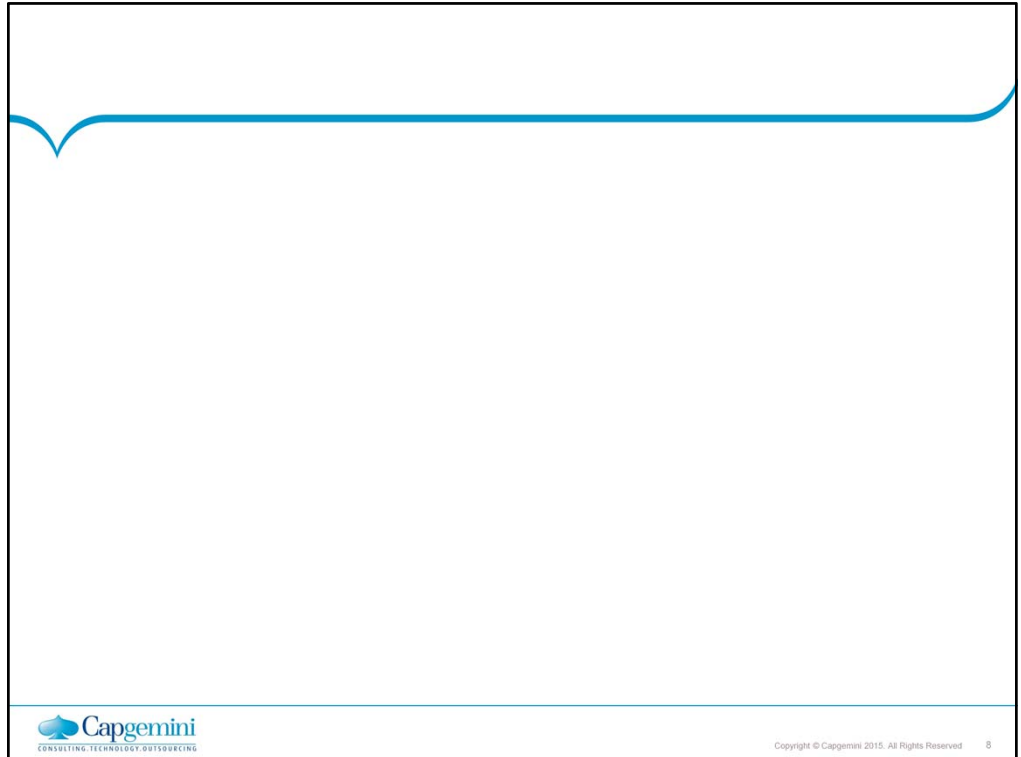 Capgemini
CONSULTING.TECHNOLOGY.OUTSOURCING
Copyright © Capgemini 2015. All Rights Reserved 8